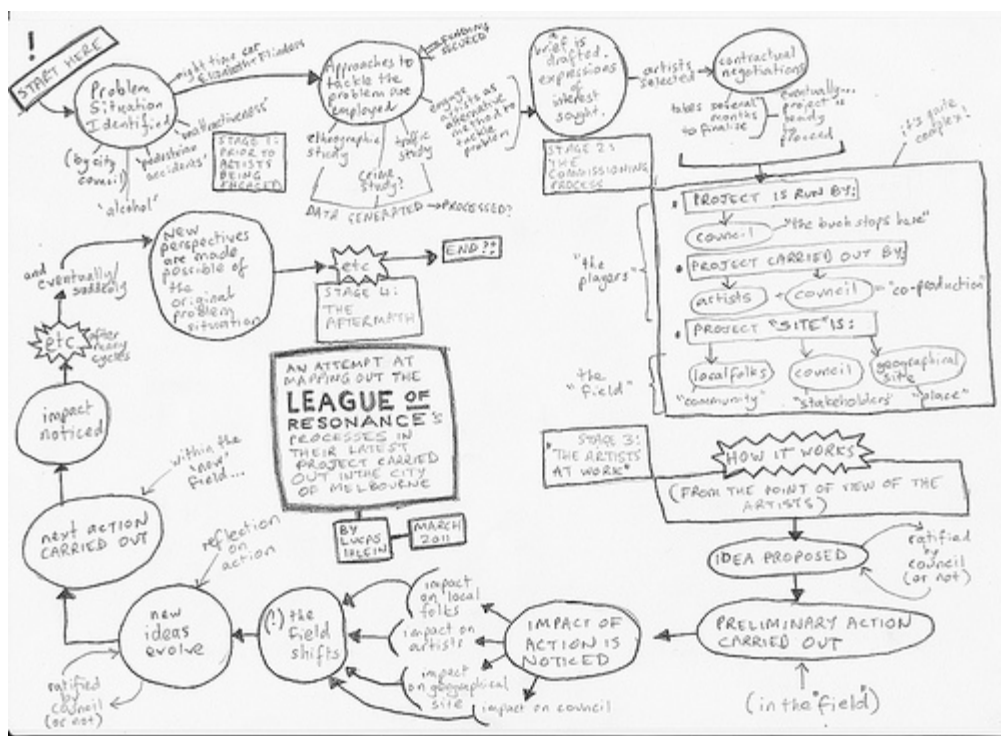 !
START HERE
Problem
Situation
Identified
night time cnr
Elizabeth + Flinders
"unattractiveness"
"pedestrian
accidents"
(by city
council)
"alcohol"
STAGE 1:
PRIOR TO
ARTISTS
BEING
ENGAGED
FUNDING
SECURED
Approaches to
tackle the
problem are
employed
ethnographic
study
crime
study?
traffic
study
engage
artists as
alternative
method to
tackle
problem
DATA GENERATED → PROCESSED?
a
brief is
drafted.
expressions
of
interest
sought.
artists
selected
contractual
negotiations
takes several
months
to finalise
eventually...
project is
ready
to
proceed
it's quite
complex!
STAGE 2:
THE
COMMISSIONING
PROCESS
"the
players"
PROJECT IS RUN BY:
council
"the buck stops here"
PROJECT CARRIED OUT BY:
artists + council = "co-production"
PROJECT "SITE" IS:
the
"field"
local folks
council
geographical
site
"community"
"stakeholders"
"place"
STAGE 3:
"THE ARTISTS
AT WORK"
HOW IT WORKS
(FROM THE POINT OF VIEW OF THE
ARTISTS)
IDEA PROPOSED
ratified
by
council
(or not)
PRELIMINARY ACTION
CARRIED OUT
(in the "field")
IMPACT OF
ACTION IS
NOTICED
impact
on local
folks
impact on
artists
impact
on geographical
site
impact on council
(!) the
field
shifts
new
ideas
evolve
reflection
on
action
ratified
by
council
(or not)
next action
CARRIED OUT
within the
"new"
field...
impact
noticed
etc
after
many
cycles
and
eventually/
suddenly
New
perspectives
are made
possible of
the
original
problem
situation
etc
END?!
STAGE 4:
THE
AFTERMATH
AN ATTEMPT AT
MAPPING OUT THE
LEAGUE OF
RESONANCE'S
PROCESSES IN
THEIR LATEST
PROJECT CARRIED
OUT IN THE CITY
OF MELBOURNE
BY
LUCAS
IHLEIN
MARCH
2011